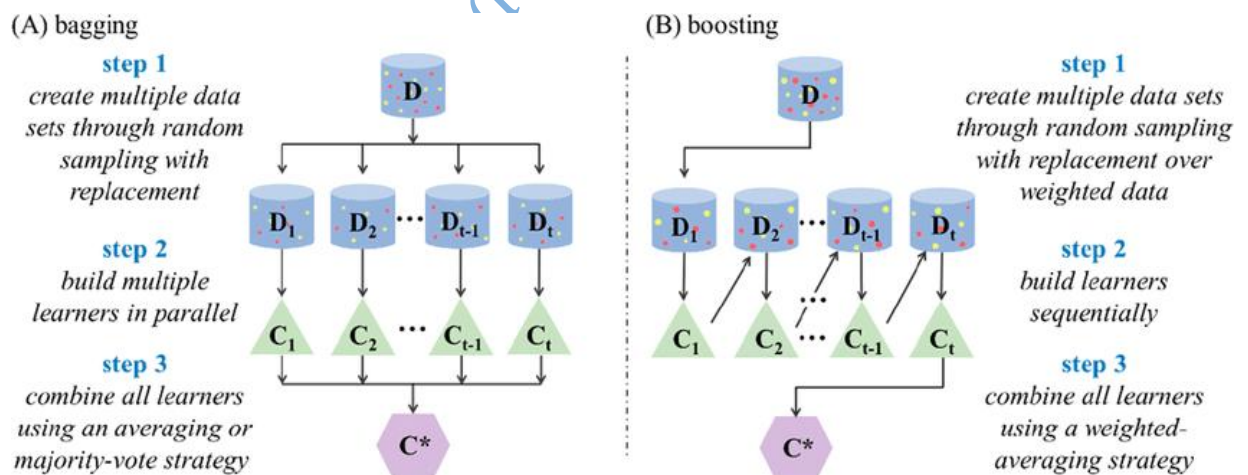 (A) bagging
step 1
create multiple data
sets through random
sampling with
replacement
step 2
build multiple
learners in parallel
step 3
combine all learners
using an averaging or
majority-vote strategy
D
D1 D2 ... Dt-1 Dt
C1 C2 ... Ct-1 Ct
C*
(B) boosting
D
D1 D2 ... Dt-1 Dt
...
C1 C2 ... Ct-1 Ct
C*
step 1
create multiple data sets
through random sampling
with replacement over
weighted data
step 2
build learners
sequentially
step 3
combine all learners
using a weighted-
averaging strategy